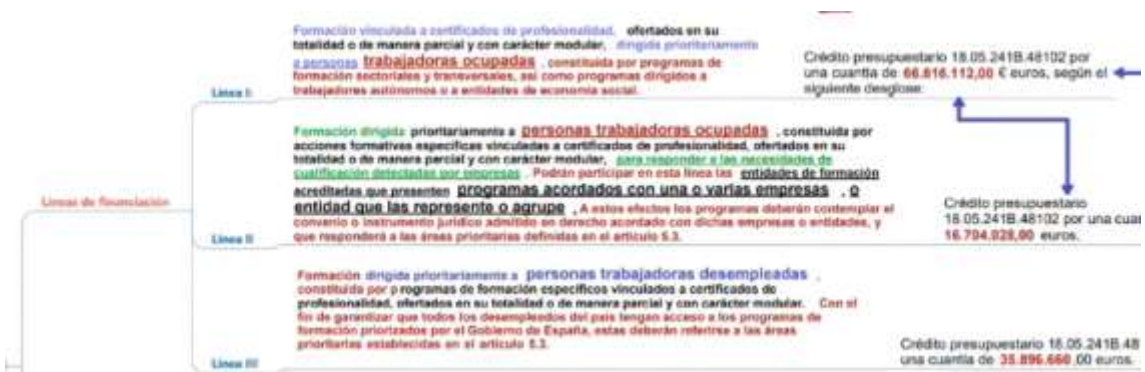 Formación vinculada a certificados de profesionalidad, ofertados en su
totalidad o de manera parcial y con carácter modular, dirigida prioritariamente
a personas trabajadoras ocupadas , constituida por programas de
formación sectoriales y transversales, así como programas dirigidos a
trabajadores autónomos o a entidades de economía social.
Línea I:
Crédito presupuestario 18.05.241B.48102 por
una cuantía de 66.816.112,00 € euros, según el
siguiente desglose:
Formación dirigida prioritariamente a personas trabajadoras ocupadas , constituida por
acciones formativas específicas vinculadas a certificados de profesionalidad, ofertados en su
totalidad o de manera parcial y con carácter modular, para responder a las necesidades de
cualificación detectadas por empresas . Podrán participar en esta línea las entidades de formación
acreditadas que presenten programas acordados con una o varias empresas , o
entidad que las represente o agrupe , A estos efectos los programas deberán contemplar el
convenio o instrumento jurídico admitido en derecho acordado con dichas empresas o entidades, y
que responderá a las áreas prioritarias definidas en el artículo 5.3.
Líneas de financiación
Línea II
Crédito presupuestario
18.05.241B.48102 por una cuan
16.704.028,00 euros.
Formación dirigida prioritariamente a personas trabajadoras desempleadas ,
constituida por p rogramas de formación específicos vinculados a certificados de
profesionalidad, ofertados en su totalidad o de manera parcial y con carácter modular. Con el
fin de garantizar que todos los desempleados del país tengan acceso a los programas de
formación priorizados por el Gobierno de España, estas deberán referirse a las áreas
prioritarias establecidas en el artículo 5.3.
Línea III
Crédito presupuestario 18.05.241B.48
una cuantía de 35.896.660,00 euros.